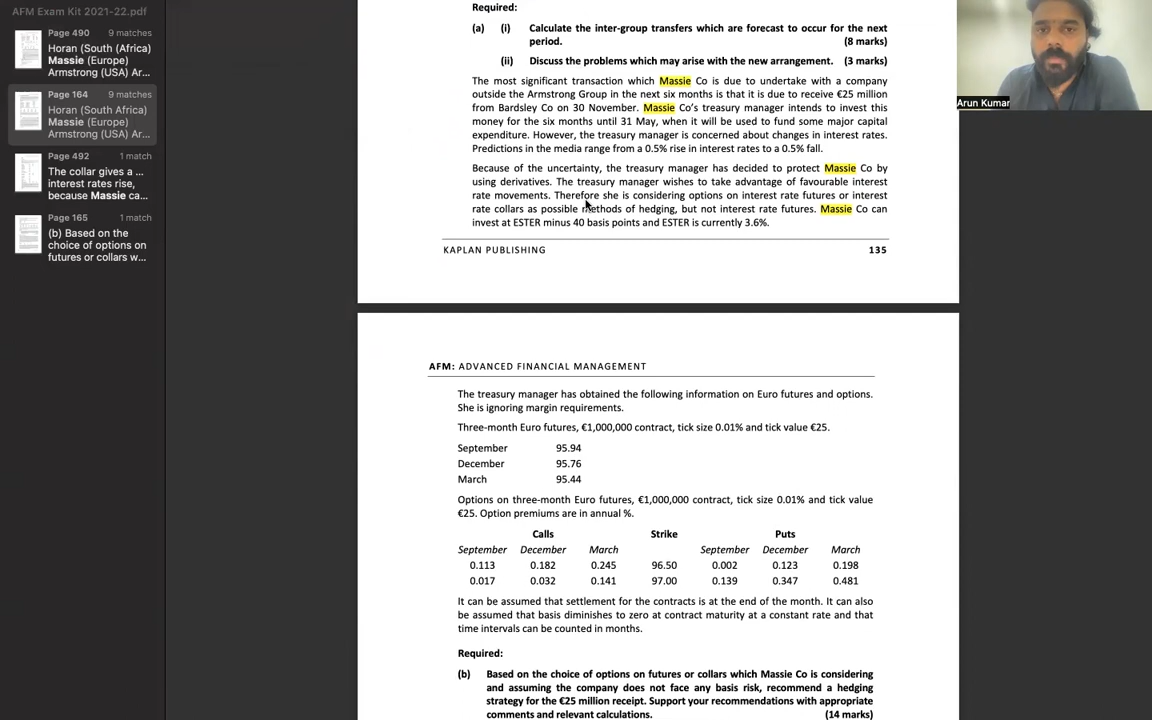 AFM Exam Kit 2021-22.pdf
Page 490 9 matches
Horan (South (Africa)
Massie (Europe)
Armstrong (USA) Ar...
Page 164 9 matches
Horan (South Africa)
Massie (Europe)
Armstrong (USA) Ar...
Page 492 1 match
The collar gives a ...
interest rates rise,
because Massie ca...
Page 165 1 match
(b) Based on the
choice of options on
futures or collars w...
Required:
(a) (i) Calculate the inter-group transfers which are forecast to occur for the next
period. (8 marks)
(ii) Discuss the problems which may arise with the new arrangement. (3 marks)
The most significant transaction which Massie Co is due to undertake with a company
outside the Armstrong Group in the next six months is that it is due to receive €25 million
from Bardsley Co on 30 November. Massie Co's treasury manager intends to invest this
money for the six months until 31 May, when it will be used to fund some major capital
expenditure. However, the treasury manager is concerned about changes in interest rates.
Predictions in the media range from a 0.5% rise in interest rates to a 0.5% fall.
Because of the uncertainty, the treasury manager has decided to protect Massie Co by
using derivatives. The treasury manager wishes to take advantage of favourable interest
rate movements. Therefore she is considering options on interest rate futures or interest
rate collars as possible methods of hedging, but not interest rate futures. Massie Co can
invest at ESTER minus 40 basis points and ESTER is currently 3.6%.
KAPLAN PUBLISHING 135
Arun Kumar
AFM: ADVANCED FINANCIAL MANAGEMENT
The treasury manager has obtained the following information on Euro futures and options.
She is ignoring margin requirements.
Three-month Euro futures, €1,000,000 contract, tick size 0.01% and tick value €25.
September 95.94
December 95.76
March 95.44
Options on three-month Euro futures, €1,000,000 contract, tick size 0.01% and tick value
€25. Option premiums are in annual %.
Calls Strike Puts
September December March September December March
0.113 0.182 0.245 96.50 0.002 0.123 0.198
0.017 0.032 0.141 97.00 0.139 0.347 0.481
It can be assumed that settlement for the contracts is at the end of the month. It can also
be assumed that basis diminishes to zero at contract maturity at a constant rate and that
time intervals can be counted in months.
Required:
(b) Based on the choice of options on futures or collars which Massie Co is considering
and assuming the company does not face any basis risk, recommend a hedging
strategy for the €25 million receipt. Support your recommendations with appropriate
comments and relevant calculations. (14 marks)